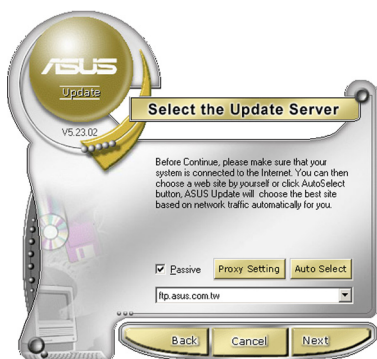 ASUS
Update
V5.23.02
Select the Update Server
Before Continue, please make sure that your
system is connected to the Internet. You can then
choose a web site by yourself or click AutoSelect
button, ASUS Update will choose the best site
based on network traffic automatically for you.
Passive
Proxy Setting
Auto Select
ftp.asus.com.tw
Back
Cancel
Next